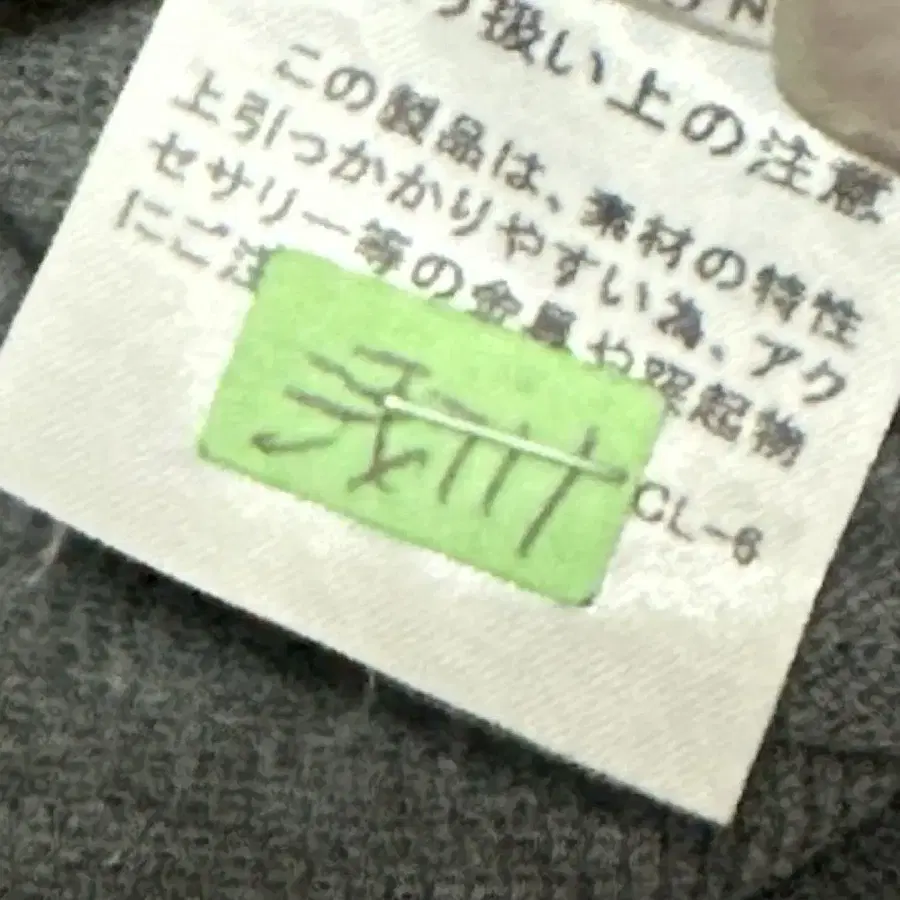 り扱い上の注意
この製品は、素材の特性
上引つかかりやすい為、アク
セサリー等の金具や突起物
にご注
CL-6